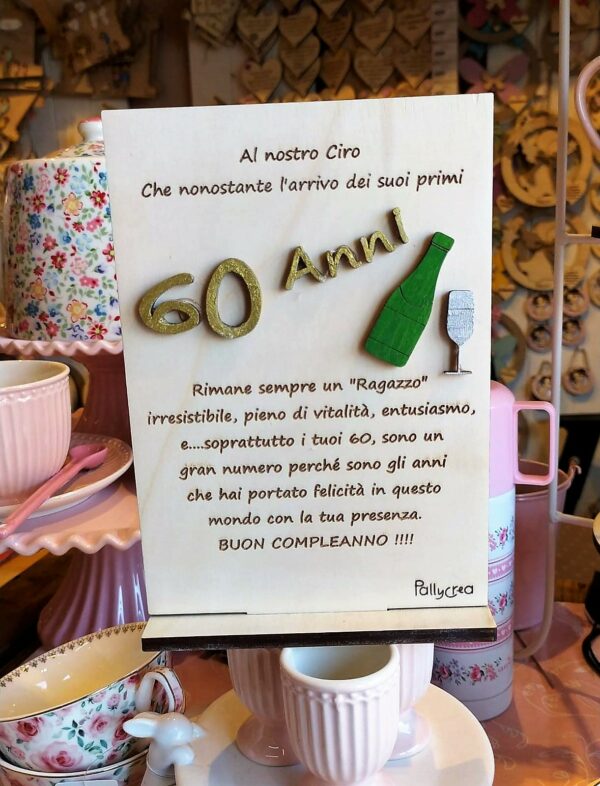 Al nostro Ciro
Che nonostante l'arrivo dei suoi primi
60 Anni
Rimane sempre un "Ragazzo"
irresistibile, pieno di vitalità, entusiasmo,
e....soprattutto i tuoi 60, sono un
gran numero perché sono gli anni
che hai portato felicità in questo
mondo con la tua presenza.
BUON COMPLEANNO !!!!
Pallycrea